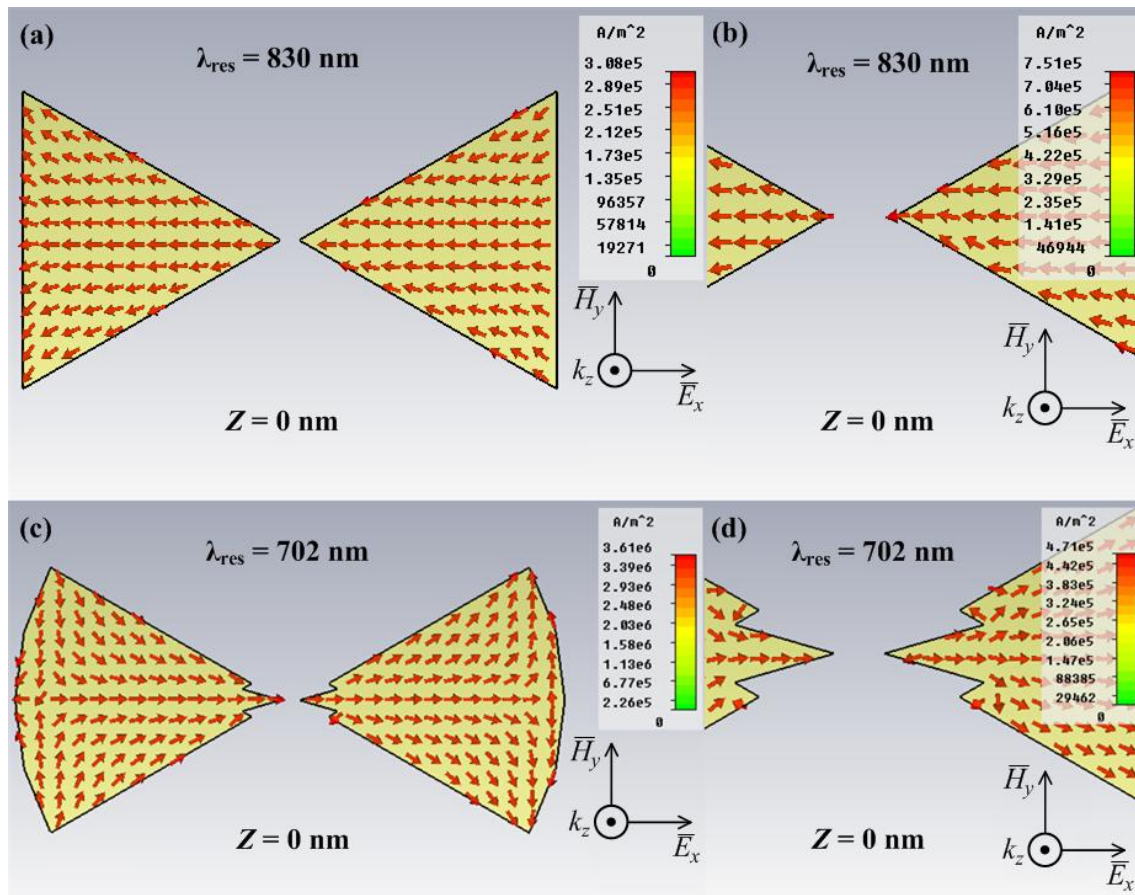 (a)
λres = 830 nm
A/m^2
3.08e5
2.89e5
2.51e5
2.12e5
1.73e5
1.35e5
96357
57814
19271
0
H̅y
kz
E̅x
Z = 0 nm
(b)
λres = 830 nm
A/m^2
7.51e5
7.04e5
6.10e5
5.16e5
4.22e5
3.29e5
2.35e5
1.41e5
46944
0
H̅y
kz
E̅x
Z = 0 nm
(c)
λres = 702 nm
A/m^2
3.61e6
3.39e6
2.93e6
2.48e6
2.03e6
1.58e6
1.13e6
6.77e5
2.26e5
0
H̅y
kz
E̅x
Z = 0 nm
(d)
λres = 702 nm
A/m^2
4.71e5
4.42e5
3.83e5
3.24e5
2.65e5
2.06e5
1.47e5
88385
29462
0
H̅y
kz
E̅x
Z = 0 nm